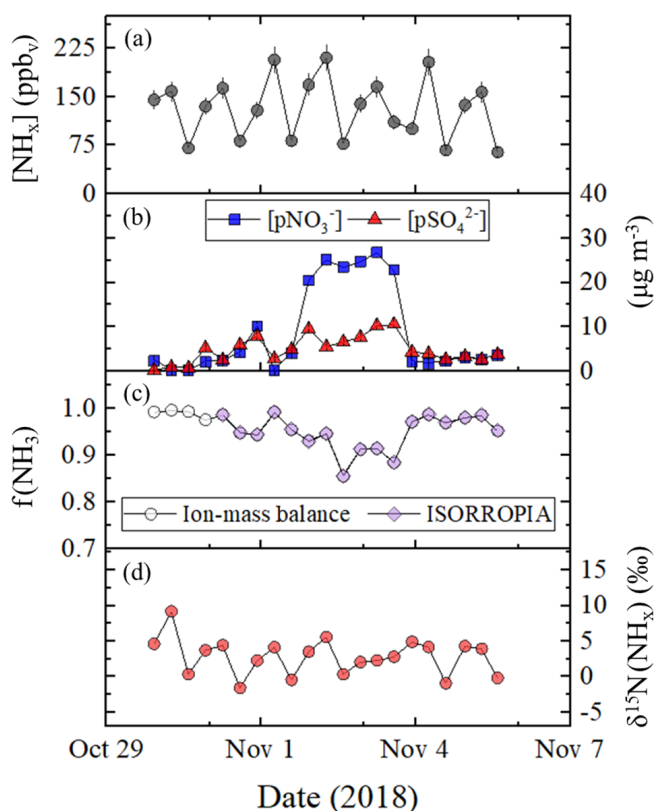 (a)
[NHₓ] (ppbᵥ)
225
150
75
0
(b)
[pNO₃⁻] [pSO₄²⁻]
40
30
20
10
0
(μg m⁻³)
(c)
f(NH₃)
1.0
0.9
0.8
0.7
Ion-mass balance ISORROPIA
(d)
15
10
5
0
-5
δ¹⁵N(NHₓ) (‰)
Oct 29 Nov 1 Nov 4 Nov 7
Date (2018)